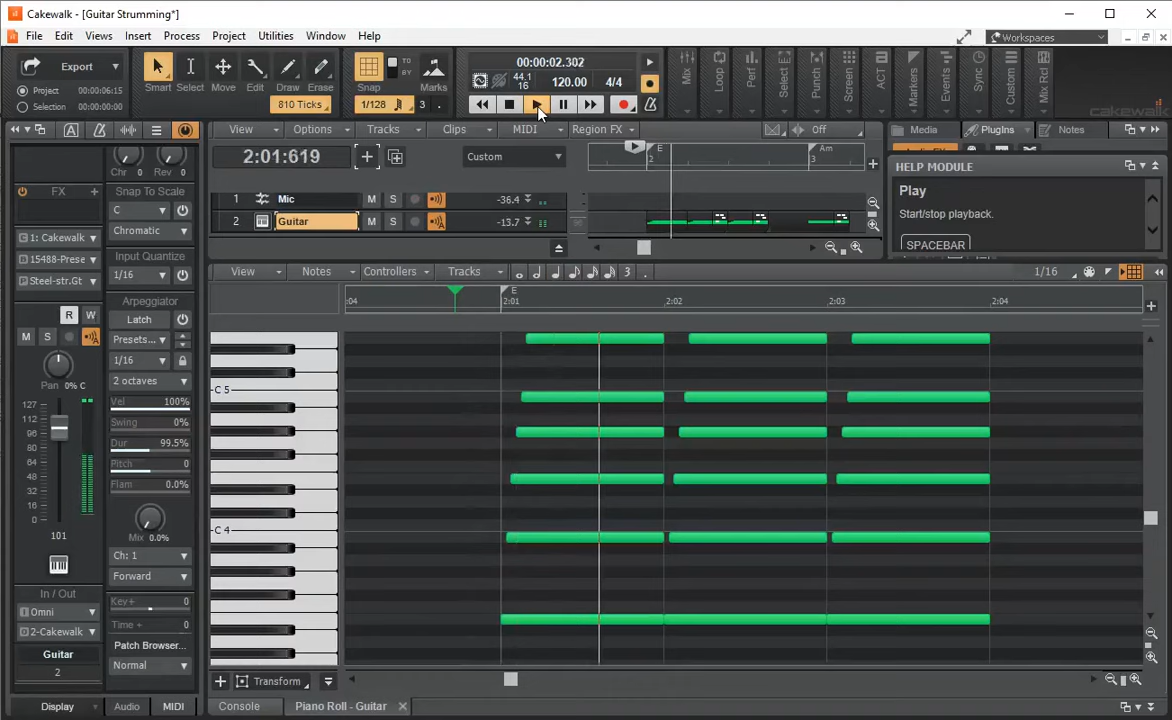 Cakewalk - [Guitar Strumming*]
File Edit Views Insert Process Project Utilities Window Help
Workspaces
Export
Project 00:00:06:15
Selection 00:00:00:00
Smart Select Move Edit Draw Erase Snap Marks
TO
BY
810 Ticks 1/128 3 .
00:00:02.302
44.1
16
120.00 4/4
Mix Loop Perf Select Punch Screen ACT Markers Events Sync Mix Rcl
cakewalk
View Options Tracks Clips MIDI Region FX Off
Media PlugIns Notes
2:01:619
Custom
E Am
2 3
HELP MODULE
Play
Start/stop playback.
SPACEBAR
1 Mic M S -36.4
2 Guitar M S -13.7
Chr 0 Rev 0
FX
1: Cakewalk
15488-Prese
Steel-str.Gt
R W
M S
Pan 0% C
127
112
96
80
64
48
32
16
0
101
In / Out
Omni
2-Cakewalk
Guitar
2
Snap To Scale
C
Chromatic
Input Quantize
1/16
Arpeggiator
Latch
Presets...
1/16
2 octaves
Vel 100%
Swing 0%
Dur 99.5%
Pitch 0
Flam 0.0%
Mix 0.0%
Ch: 1
Forward
Key+ 0
Time + 0
Patch Browser...
Normal
View Notes Controllers Tracks 3 . 1/16
E
:04 2:01 2:02 2:03 2:04
C 5
C 4
Transform
Display Audio MIDI
Console Piano Roll - Guitar